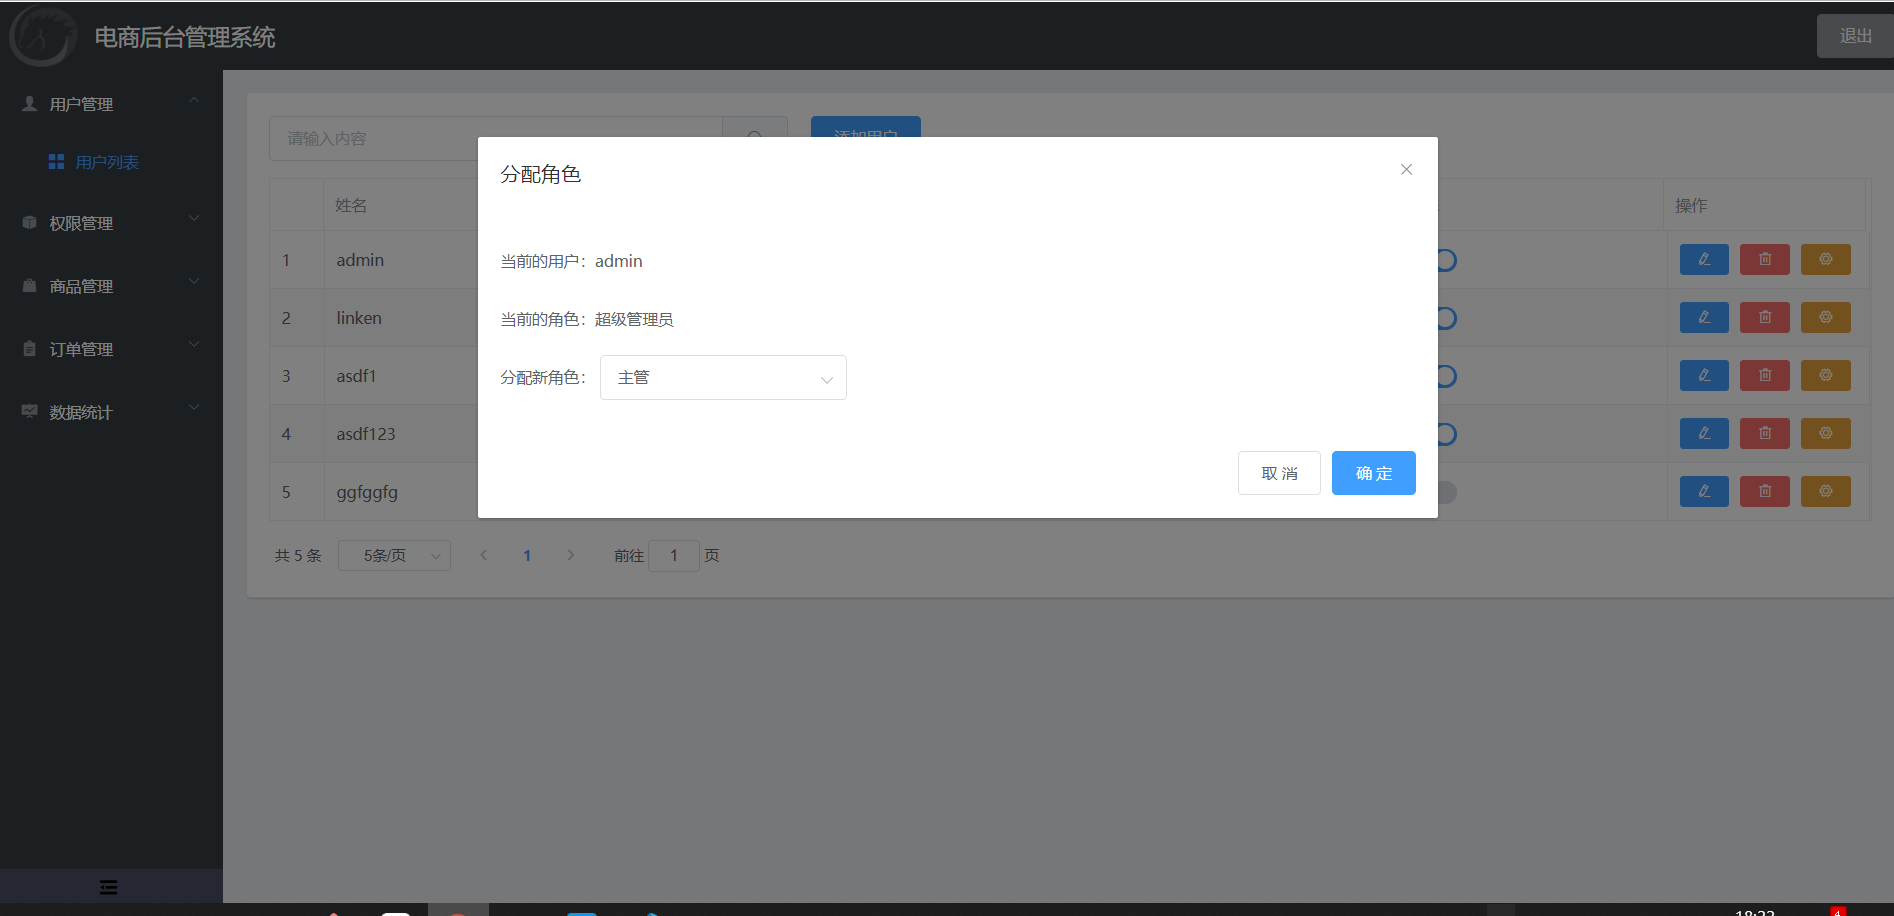 电商后台管理系统
退出
用户管理
用户列表
权限管理
商品管理
订单管理
数据统计
请输入内容
添加用户
姓名
操作
1 admin
2 linken
3 asdf1
4 asdf123
5 ggfggfg
共 5 条 5条/页 1 前往 1 页
分配角色
当前的用户：admin
当前的角色：超级管理员
分配新角色： 主管
取 消 确 定
18:23
4